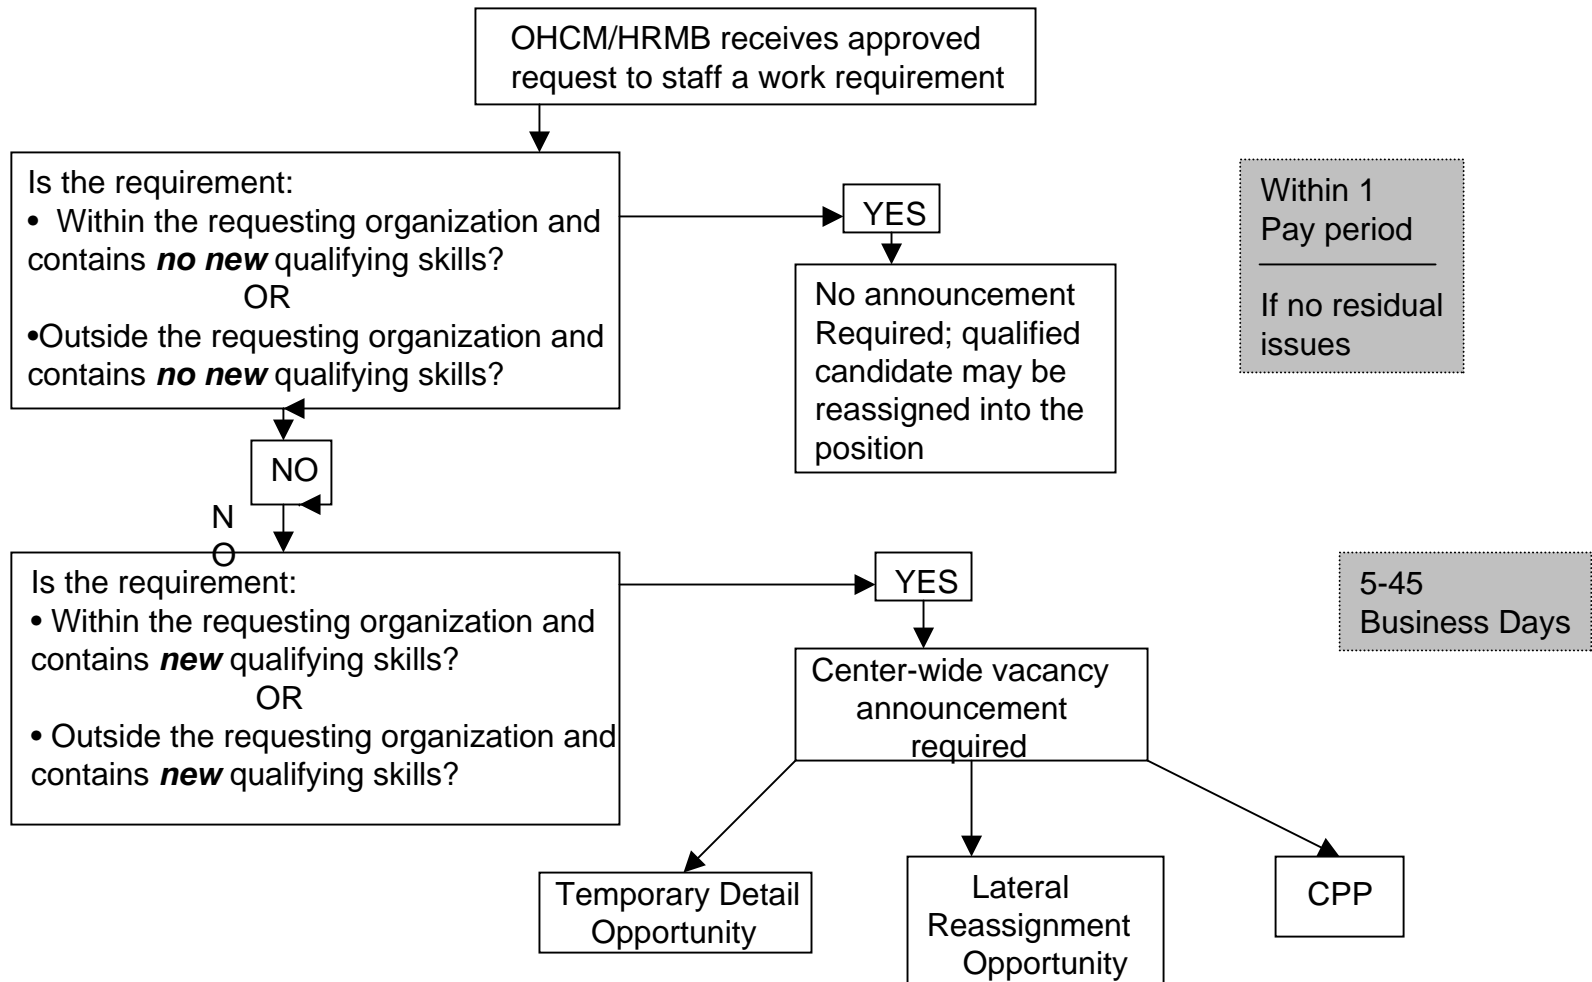 OHCM/HRMB receives approved
request to staff a work requirement
Is the requirement:
• Within the requesting organization and
contains no new qualifying skills?
OR
•Outside the requesting organization and
contains no new qualifying skills?
YES
No announcement
Required; qualified
candidate may be
reassigned into the
position
Within 1
Pay period
If no residual
issues
NO
N
O
Is the requirement:
• Within the requesting organization and
contains new qualifying skills?
OR
• Outside the requesting organization and
contains new qualifying skills?
YES
Center-wide vacancy
announcement
required
5-45
Business Days
Temporary Detail
Opportunity
Lateral
Reassignment
Opportunity
CPP